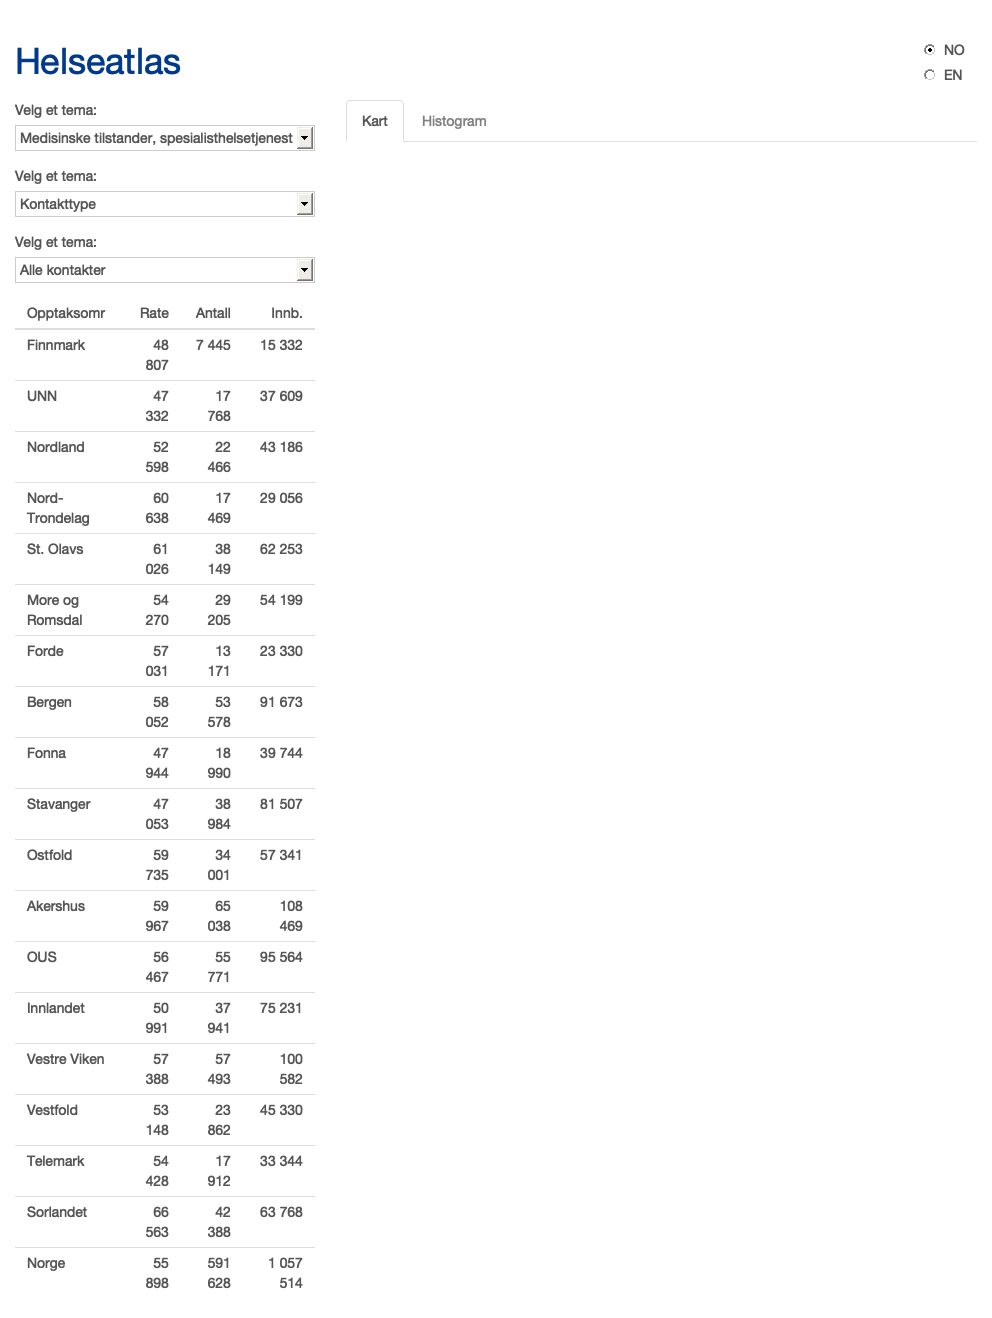 Helseatlas
NO
EN
Velg et tema:
Medisinske tilstander, spesialisthelsetjenest
Velg et tema:
Kontakttype
Velg et tema:
Alle kontakter
Kart Histogram
Opptaksomr Rate Antall Innb.
Finnmark 48 7 445 15 332
807
UNN 47 17 37 609
332 768
Nordland 52 22 43 186
598 466
Nord- 60 17 29 056
Trondelag 638 469
St. Olavs 61 38 62 253
026 149
More og 54 29 54 199
Romsdal 270 205
Forde 57 13 23 330
031 171
Bergen 58 53 91 673
052 578
Fonna 47 18 39 744
944 990
Stavanger 47 38 81 507
053 984
Ostfold 59 34 57 341
735 001
Akershus 59 65 108
967 038 469
OUS 56 55 95 564
467 771
Innlandet 50 37 75 231
991 941
Vestre Viken 57 57 100
388 493 582
Vestfold 53 23 45 330
148 862
Telemark 54 17 33 344
428 912
Sorlandet 66 42 63 768
563 388
Norge 55 591 1 057
898 628 514